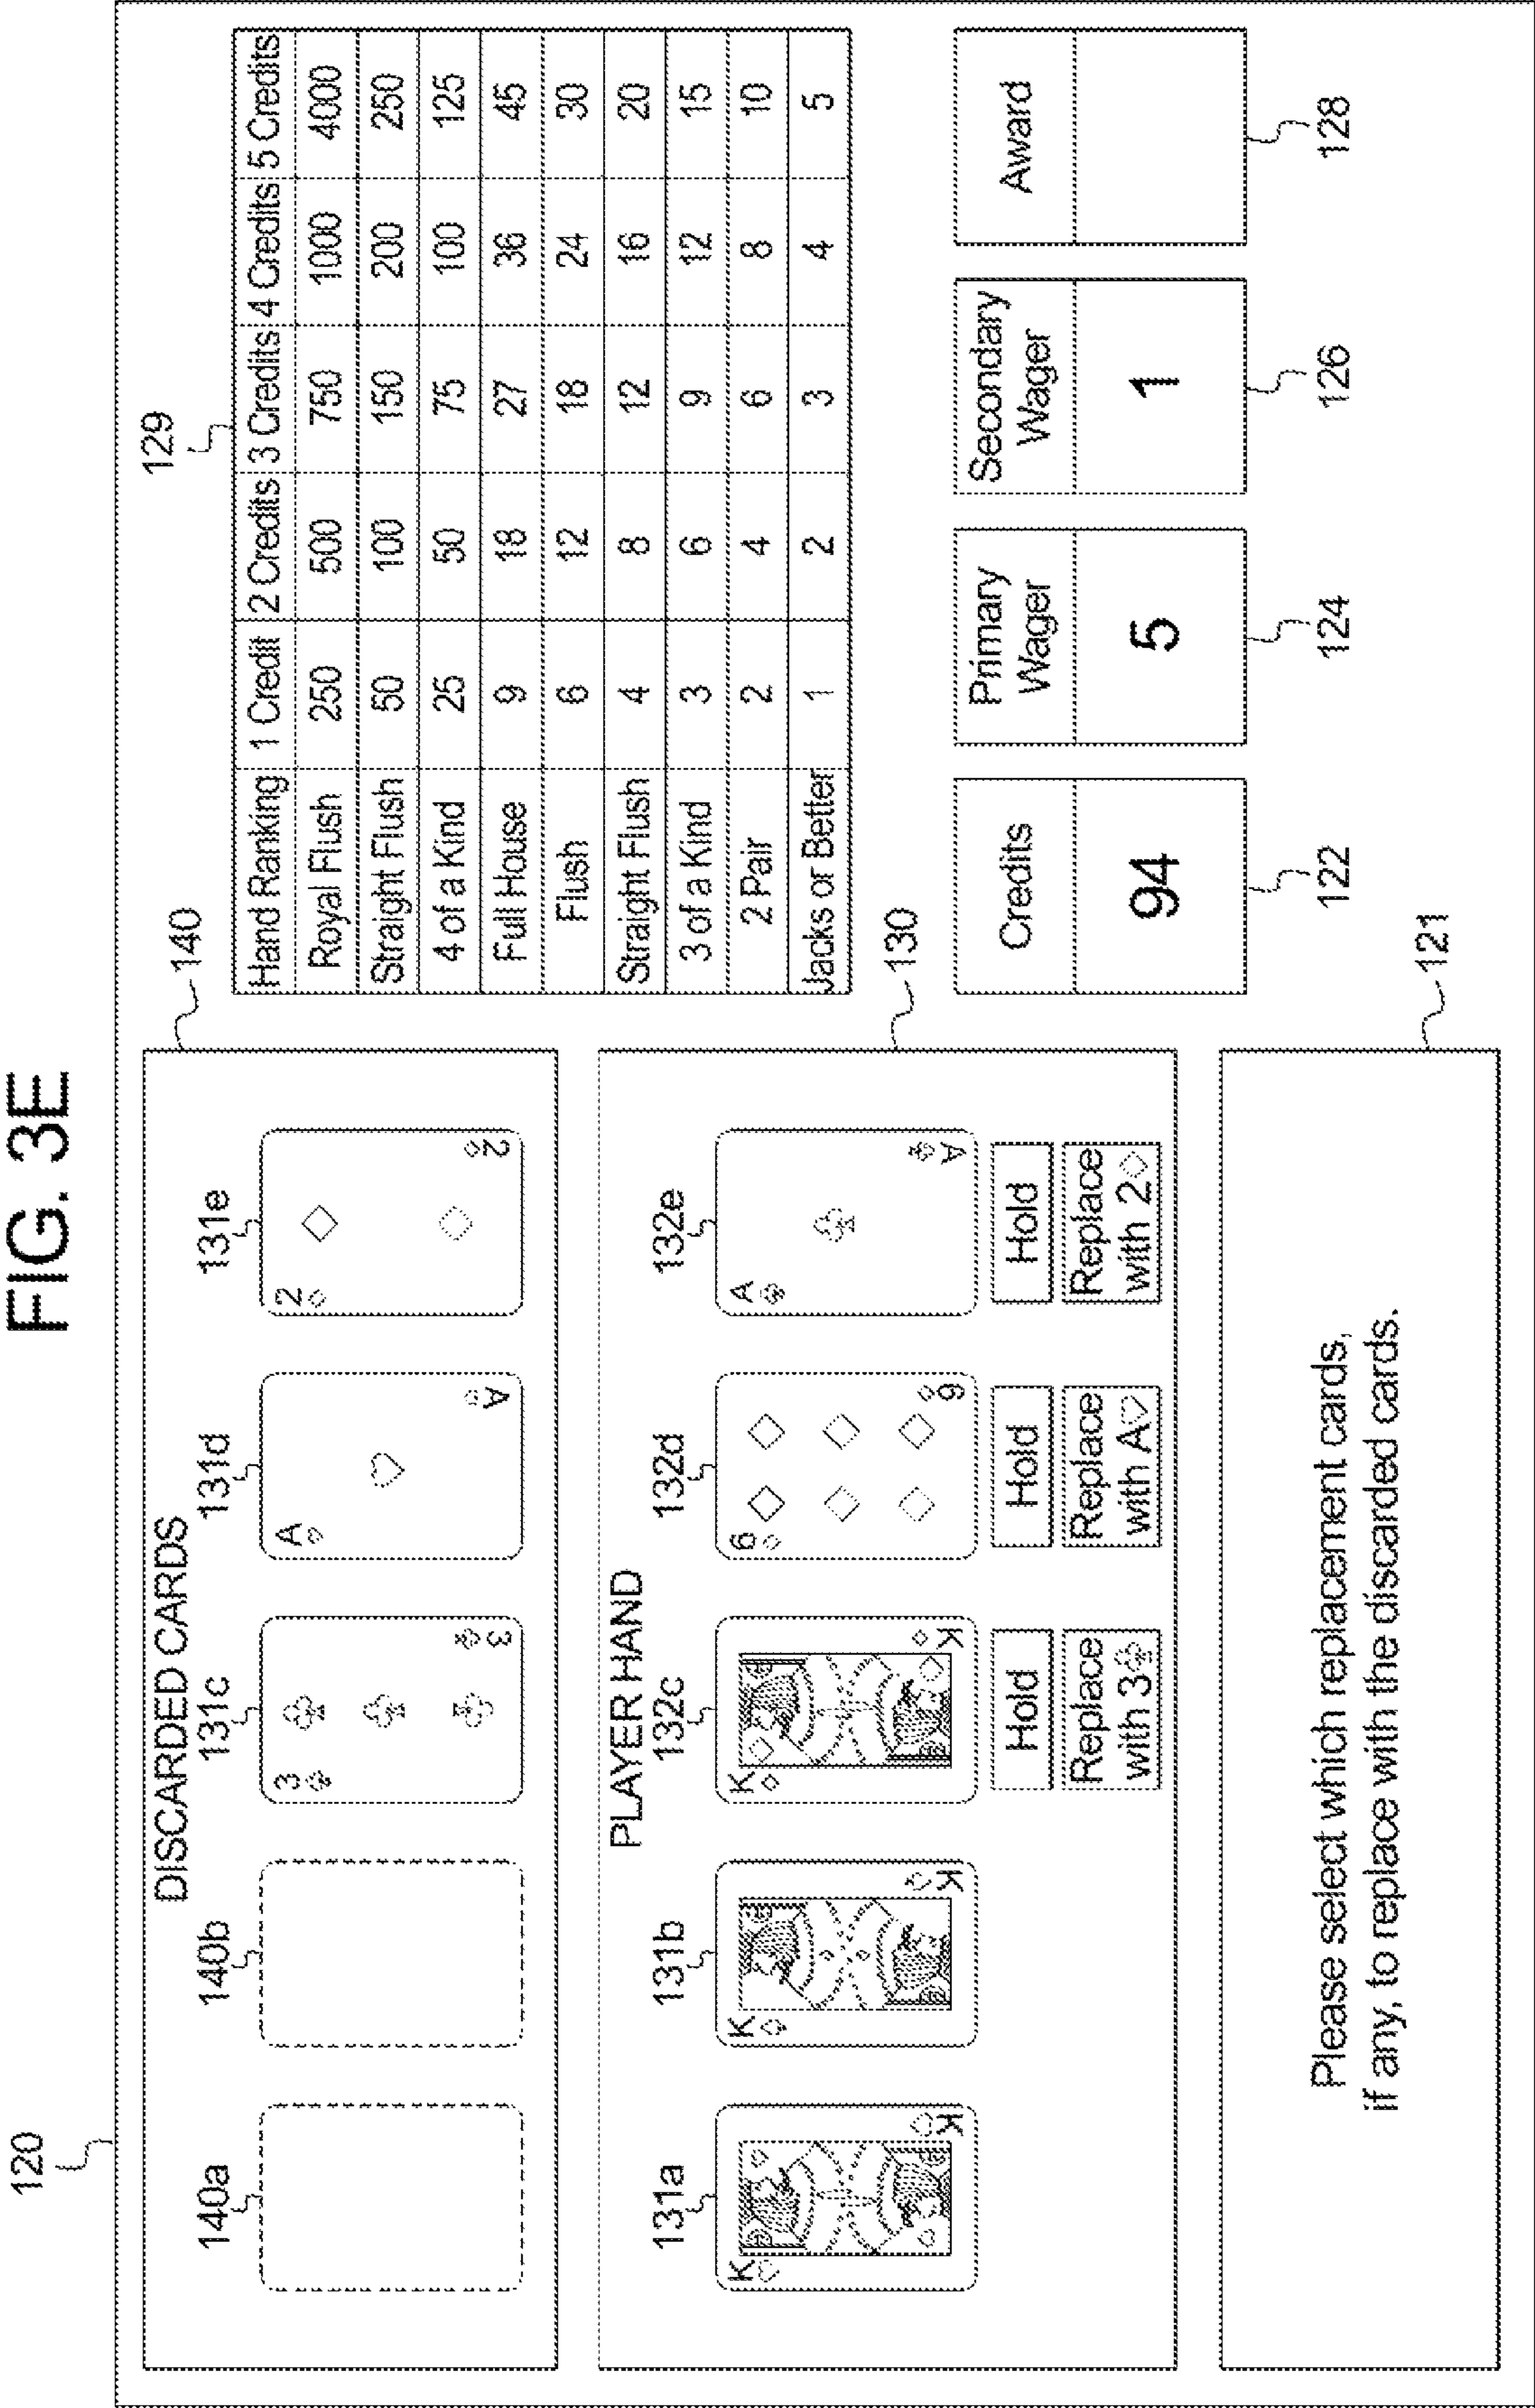 FIG. 3E
120
DISCARDED CARDS
140
140a
140b
131c
131d
131e
3
3
A
A
2
2
PLAYER HAND
130
131a
131b
132c
132d
132e
K
K
K
K
K
K
6
6
A
A
Hold
Hold
Hold
Replace
with 3♣
Replace
with A♡
Replace
with 2♢
121
Please select which replacement cards,
if any, to replace with the discarded cards.
129
Hand Ranking 1 Credit 2 Credits 3 Credits 4 Credits 5 Credits
Royal Flush 250 500 750 1000 4000
Straight Flush 50 100 150 200 250
4 of a Kind 25 50 75 100 125
Full House 9 18 27 36 45
Flush 6 12 18 24 30
Straight Flush 4 8 12 16 20
3 of a Kind 3 6 9 12 15
2 Pair 2 4 6 8 10
Jacks or Better 1 2 3 4 5
Credits
94
122
Primary
Wager
5
124
Secondary
Wager
1
126
Award
128